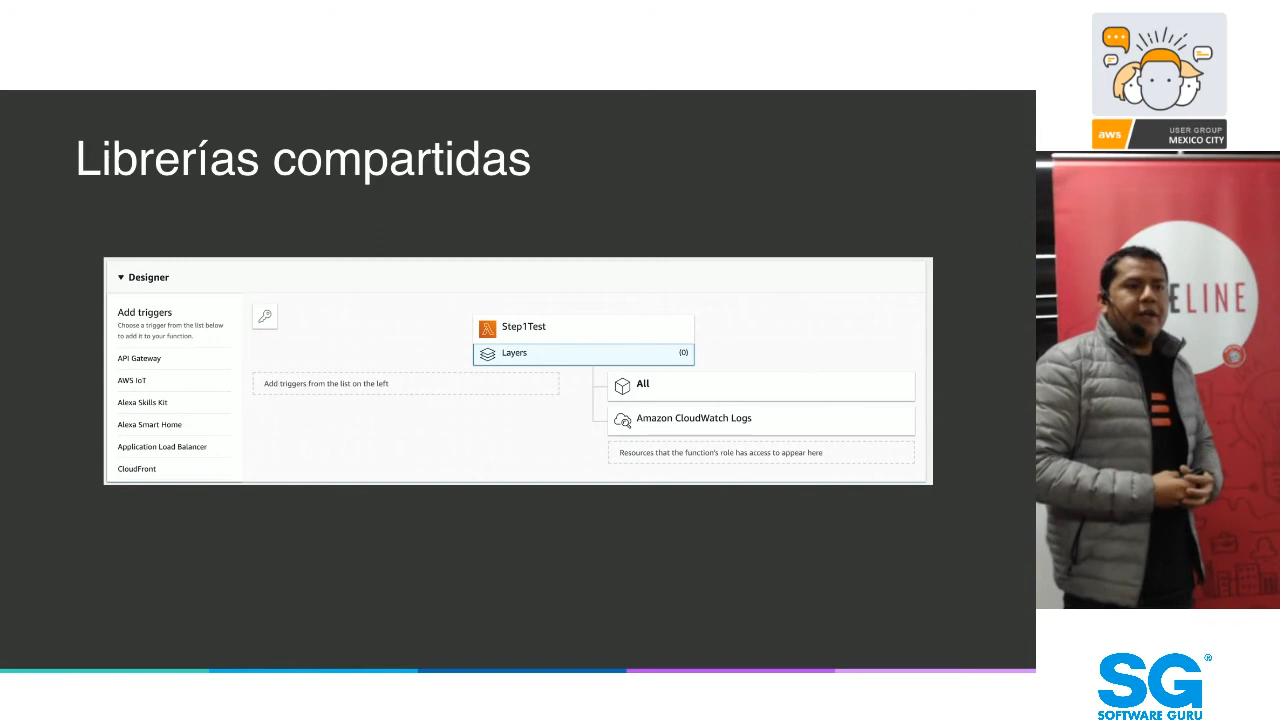 Librerías compartidas
Designer
Add triggers
Choose a trigger from the list below
to add it to your function.
API Gateway
AWS IoT
Alexa Skills Kit
Alexa Smart Home
Application Load Balancer
CloudFront
Add triggers from the list on the left
Step1Test
Layers (0)
All
Amazon CloudWatch Logs
Resources that the function's role has access to appear here
aws
USER GROUP
MEXICO CITY
ELINE
SG®
SOFTWARE GURU